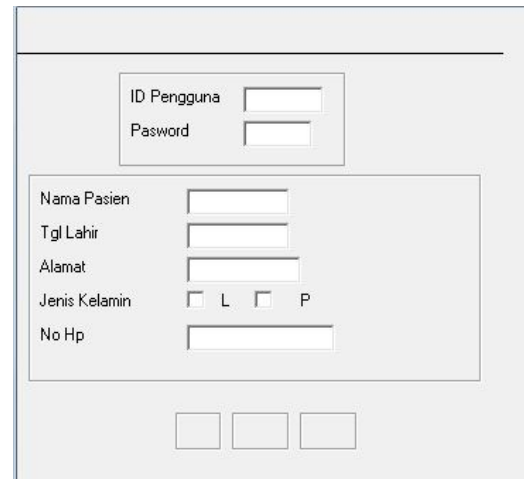 ID Pengguna
Pasword
Nama Pasien
Tgl Lahir
Alamat
Jenis Kelamin L P
No Hp